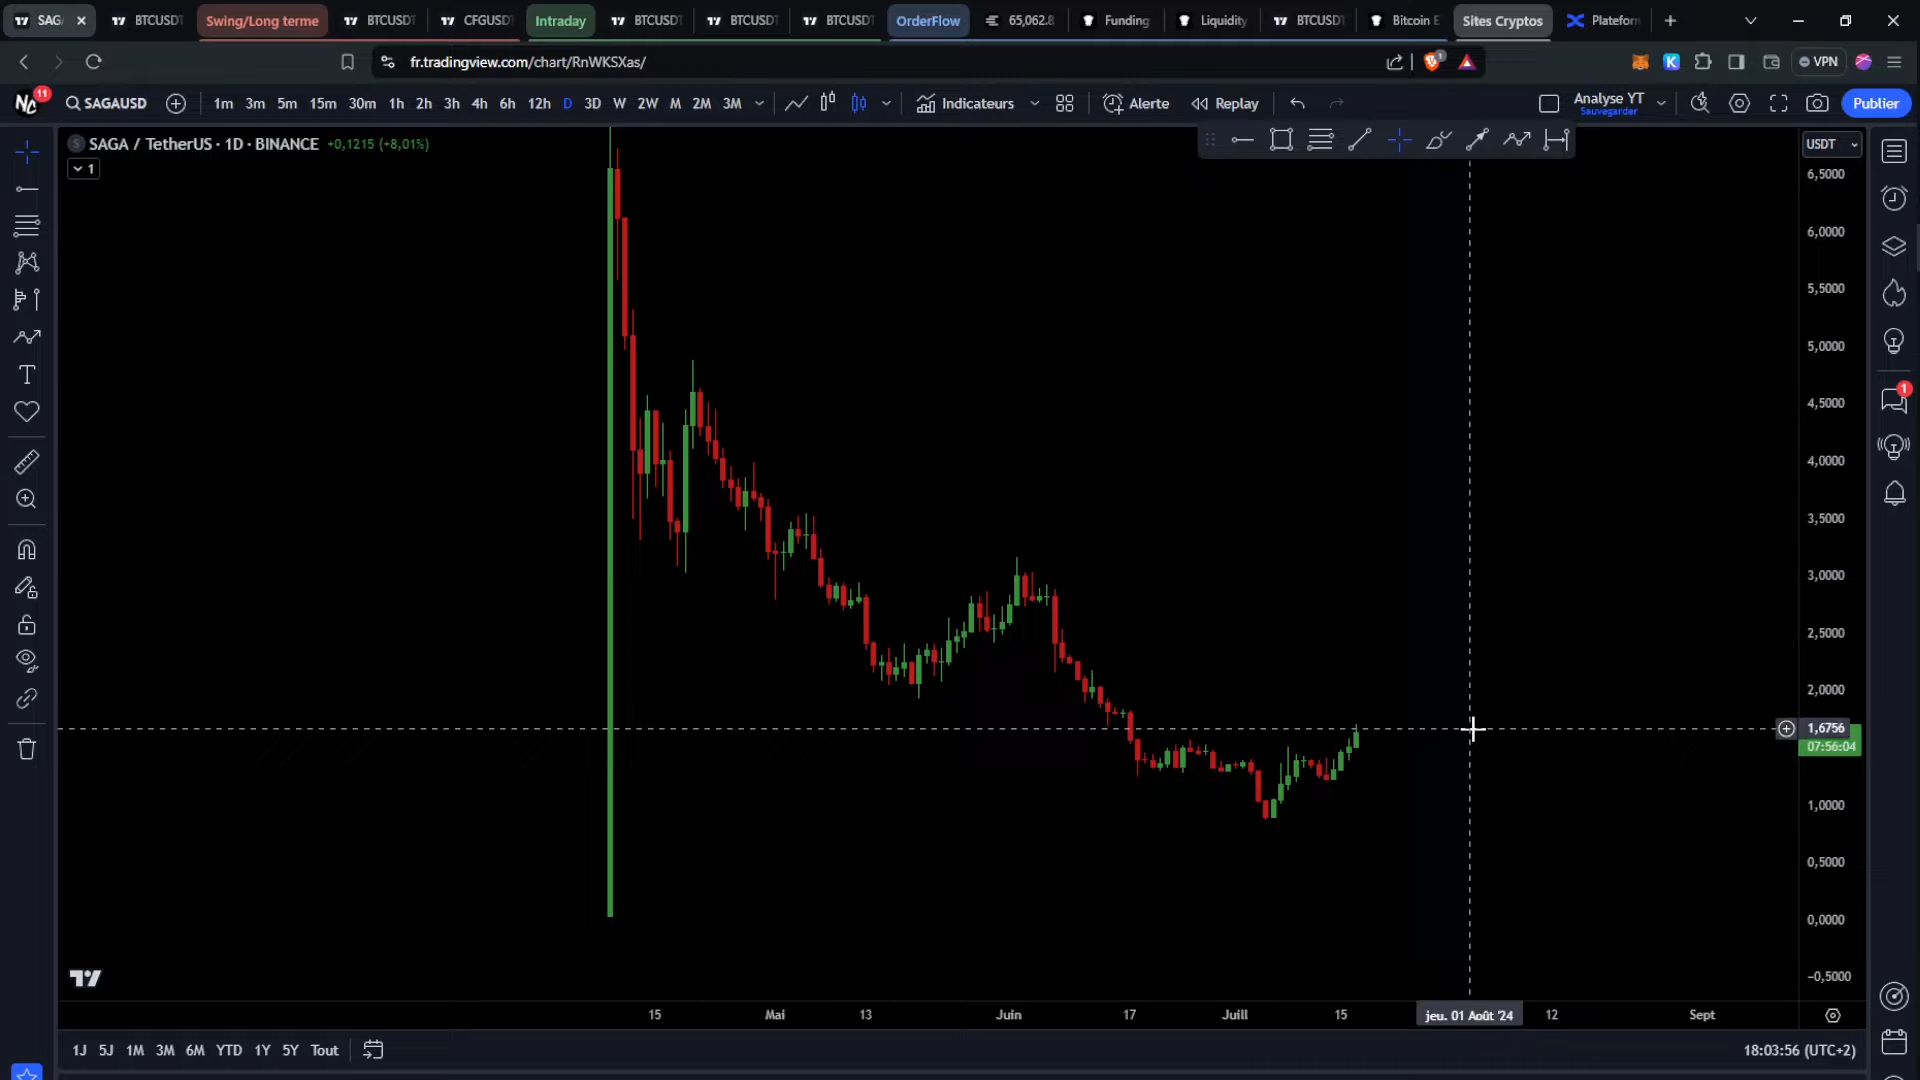 SAG BTCUSDT Swing/Long terme BTCUSDT CFGUSDT Intraday BTCUSDT BTCUSDT BTCUSDT OrderFlow 65,062.8 Funding Liquidity BTCUSDT Bitcoin E Sites Cryptos Plateform
fr.tradingview.com/chart/RnWKSXas/ 1 VPN
11 SAGAUSD 1m 3m 5m 15m 30m 1h 2h 3h 4h 6h 12h D 3D W 2W M 2M 3M Indicateurs Alerte Replay Analyse YT Publier
Sauvegarder
SAGA / TetherUS · 1D · BINANCE +0,1215 (+8,01%) USDT
1
6,5000
6,0000
5,5000
5,0000
4,5000
4,0000
3,5000
3,0000
2,5000
2,0000
1,6756
07:56:04
1,0000
0,5000
0,0000
−0,5000
1
15 Mai 13 Juin 17 Juill 15 jeu. 01 Août '24 12 Sept
1J 5J 1M 3M 6M YTD 1Y 5Y Tout 18:03:56 (UTC+2)